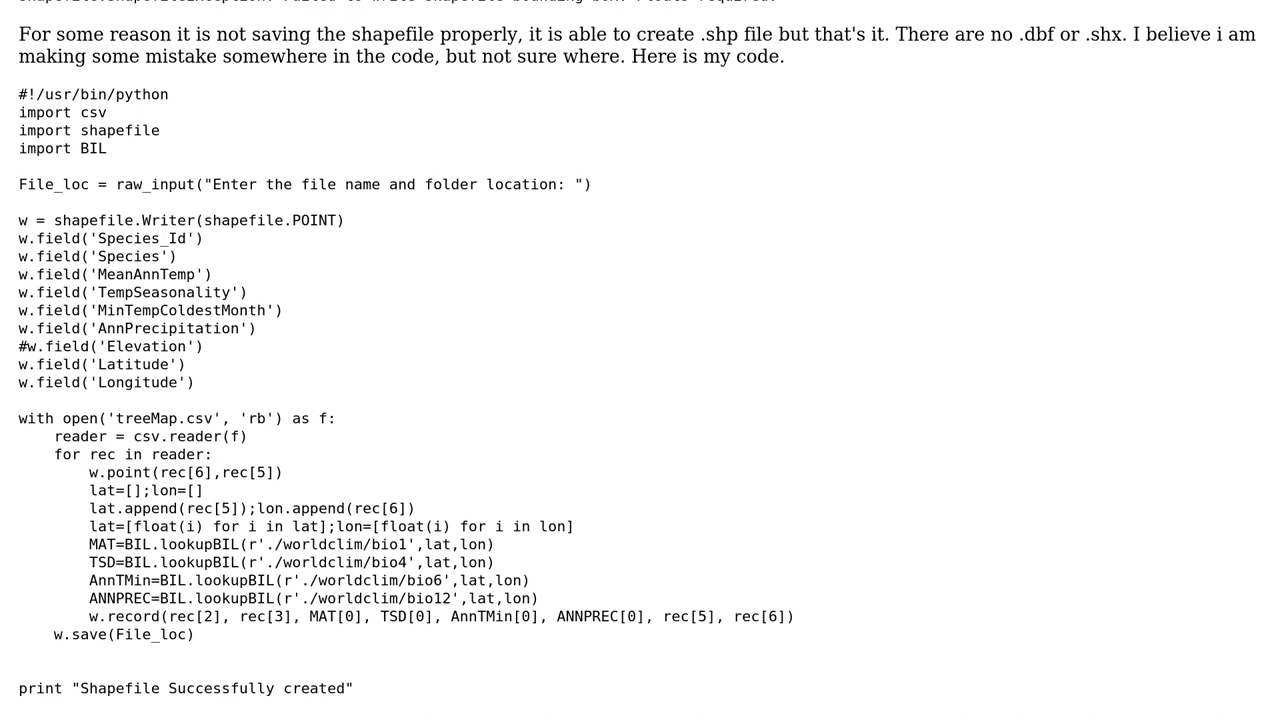 For some reason it is not saving the shapefile properly, it is able to create .shp file but that's it. There are no .dbf or .shx. I believe i am
making some mistake somewhere in the code, but not sure where. Here is my code.
#!/usr/bin/python
import csv
import shapefile
import BIL
File_loc = raw_input("Enter the file name and folder location: ")
w = shapefile.Writer(shapefile.POINT)
w.field('Species_Id')
w.field('Species')
w.field('MeanAnnTemp')
w.field('TempSeasonality')
w.field('MinTempColdestMonth')
w.field('AnnPrecipitation')
#w.field('Elevation')
w.field('Latitude')
w.field('Longitude')
with open('treeMap.csv', 'rb') as f:
    reader = csv.reader(f)
    for rec in reader:
        w.point(rec[6],rec[5])
        lat=[];lon=[]
        lat.append(rec[5]);lon.append(rec[6])
        lat=[float(i) for i in lat];lon=[float(i) for i in lon]
        MAT=BIL.lookupBIL(r'./worldclim/bio1',lat,lon)
        TSD=BIL.lookupBIL(r'./worldclim/bio4',lat,lon)
        AnnTMin=BIL.lookupBIL(r'./worldclim/bio6',lat,lon)
        ANNPREC=BIL.lookupBIL(r'./worldclim/bio12',lat,lon)
        w.record(rec[2], rec[3], MAT[0], TSD[0], AnnTMin[0], ANNPREC[0], rec[5], rec[6])
    w.save(File_loc)
print "Shapefile Successfully created"